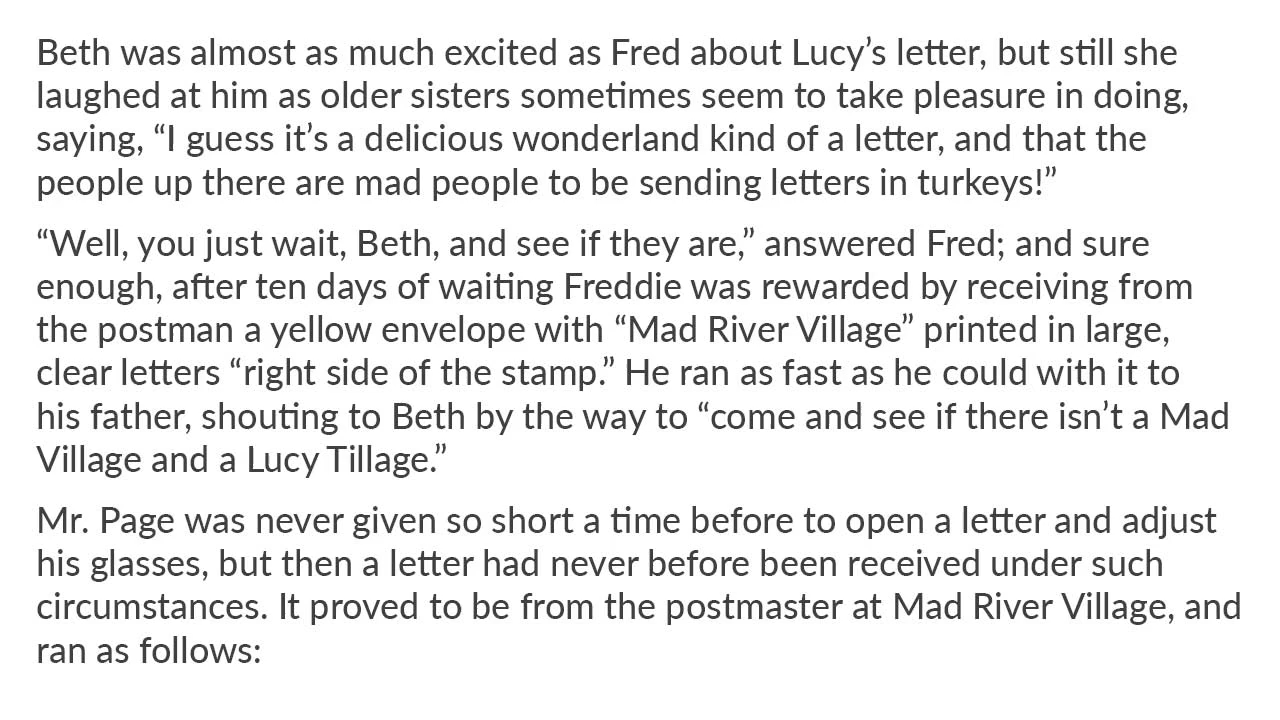 Beth was almost as much excited as Fred about Lucy’s letter, but still she
laughed at him as older sisters sometimes seem to take pleasure in doing,
saying, “I guess it’s a delicious wonderland kind of a letter, and that the
people up there are mad people to be sending letters in turkeys!”
“Well, you just wait, Beth, and see if they are,” answered Fred; and sure
enough, after ten days of waiting Freddie was rewarded by receiving from
the postman a yellow envelope with “Mad River Village” printed in large,
clear letters “right side of the stamp.” He ran as fast as he could with it to
his father, shouting to Beth by the way to “come and see if there isn’t a Mad
Village and a Lucy Tillage.”
Mr. Page was never given so short a time before to open a letter and adjust
his glasses, but then a letter had never before been received under such
circumstances. It proved to be from the postmaster at Mad River Village, and
ran as follows: